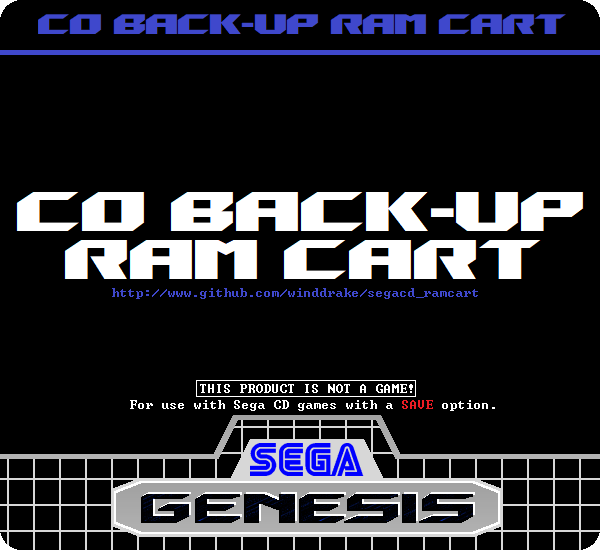 CD BACK-UP RAM CART
CD BACK-UP
RAM CART
http://www.github.com/winddrake/segacd_ramcart
THIS PRODUCT IS NOT A GAME!
For use with Sega CD games with a SAVE option.
SEGA
GENESIS